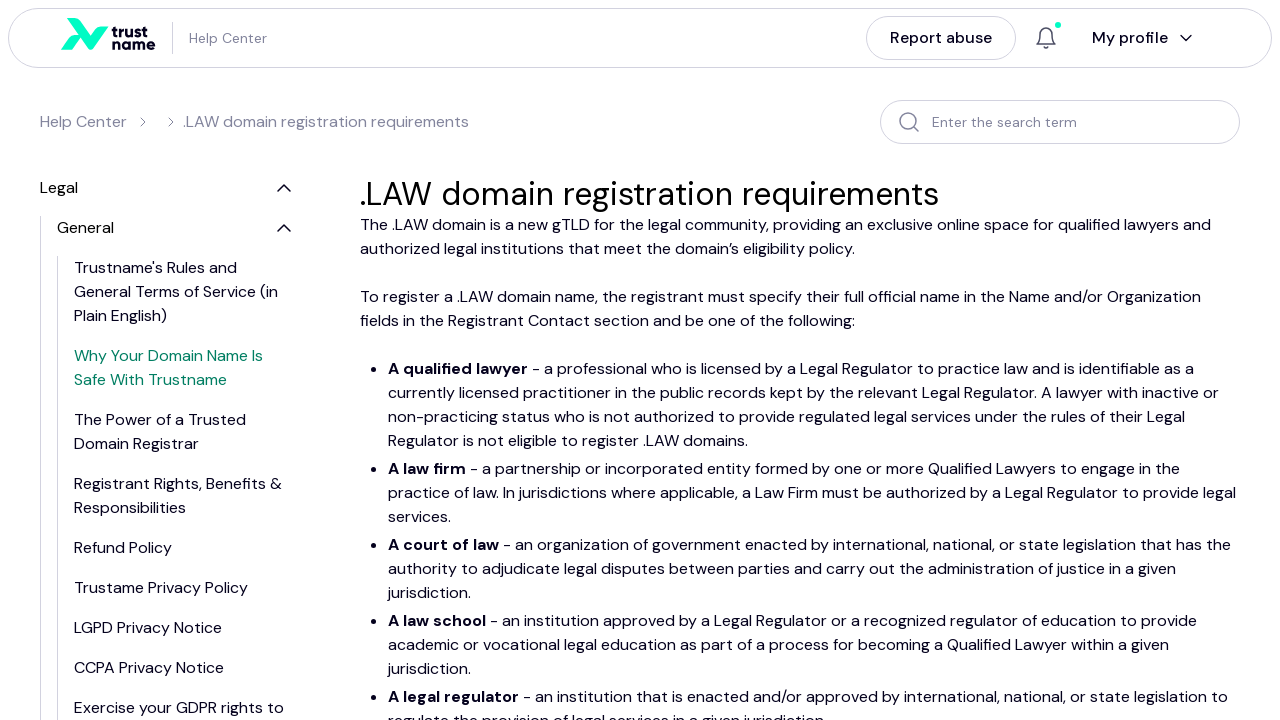 trust
name
Help Center
Report abuse
My profile
Help Center
.LAW domain registration requirements
Enter the search term
Legal
General
Trustname's Rules and
General Terms of Service (in
Plain English)
Why Your Domain Name Is
Safe With Trustname
The Power of a Trusted
Domain Registrar
Registrant Rights, Benefits &
Responsibilities
Refund Policy
Trustame Privacy Policy
LGPD Privacy Notice
CCPA Privacy Notice
Exercise your GDPR rights to
.LAW domain registration requirements
The .LAW domain is a new gTLD for the legal community, providing an exclusive online space for qualified lawyers and
authorized legal institutions that meet the domain’s eligibility policy.
To register a .LAW domain name, the registrant must specify their full official name in the Name and/or Organization
fields in the Registrant Contact section and be one of the following:
A qualified lawyer - a professional who is licensed by a Legal Regulator to practice law and is identifiable as a
currently licensed practitioner in the public records kept by the relevant Legal Regulator. A lawyer with inactive or
non-practicing status who is not authorized to provide regulated legal services under the rules of their Legal
Regulator is not eligible to register .LAW domains.
A law firm - a partnership or incorporated entity formed by one or more Qualified Lawyers to engage in the
practice of law. In jurisdictions where applicable, a Law Firm must be authorized by a Legal Regulator to provide legal
services.
A court of law - an organization of government enacted by international, national, or state legislation that has the
authority to adjudicate legal disputes between parties and carry out the administration of justice in a given
jurisdiction.
A law school - an institution approved by a Legal Regulator or a recognized regulator of education to provide
academic or vocational legal education as part of a process for becoming a Qualified Lawyer within a given
jurisdiction.
A legal regulator - an institution that is enacted and/or approved by international, national, or state legislation to
regulate the provision of legal services in a given jurisdiction.